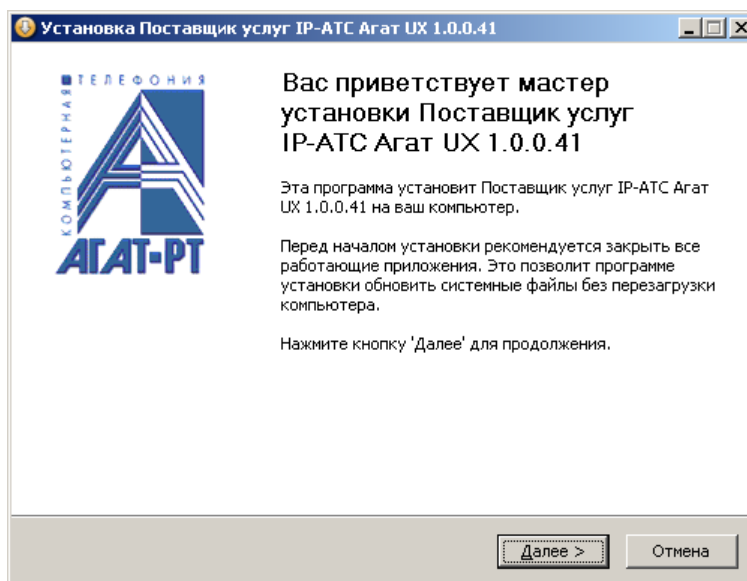 Установка Поставщик услуг IP-АТС Агат UX 1.0.0.41
ТЕЛЕФОНИЯ
КОМПЬЮТЕРНАЯ
АГАТ-РТ
Вас приветствует мастер
установки Поставщик услуг
IP-АТС Агат UX 1.0.0.41
Эта программа установит Поставщик услуг IP-АТС Агат
UX 1.0.0.41 на ваш компьютер.
Перед началом установки рекомендуется закрыть все
работающие приложения. Это позволит программе
установки обновить системные файлы без перезагрузки
компьютера.
Нажмите кнопку 'Далее' для продолжения.
Далее >
Отмена